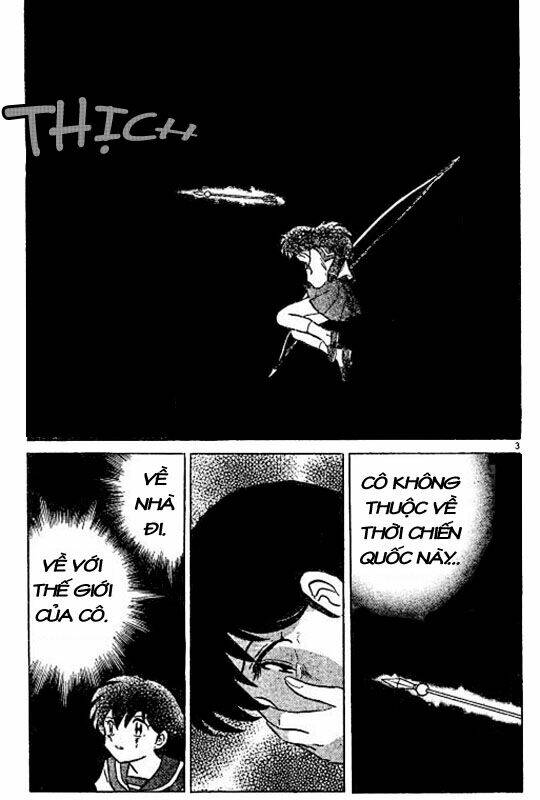 THỊCH
3
VỀ
NHÀ
ĐI.
VỀ VỚI
THẾ GIỚI
CỦA CÔ.
CÔ KHÔNG
THUỘC VỀ
THỜI CHIẾN
QUỐC NÀY...